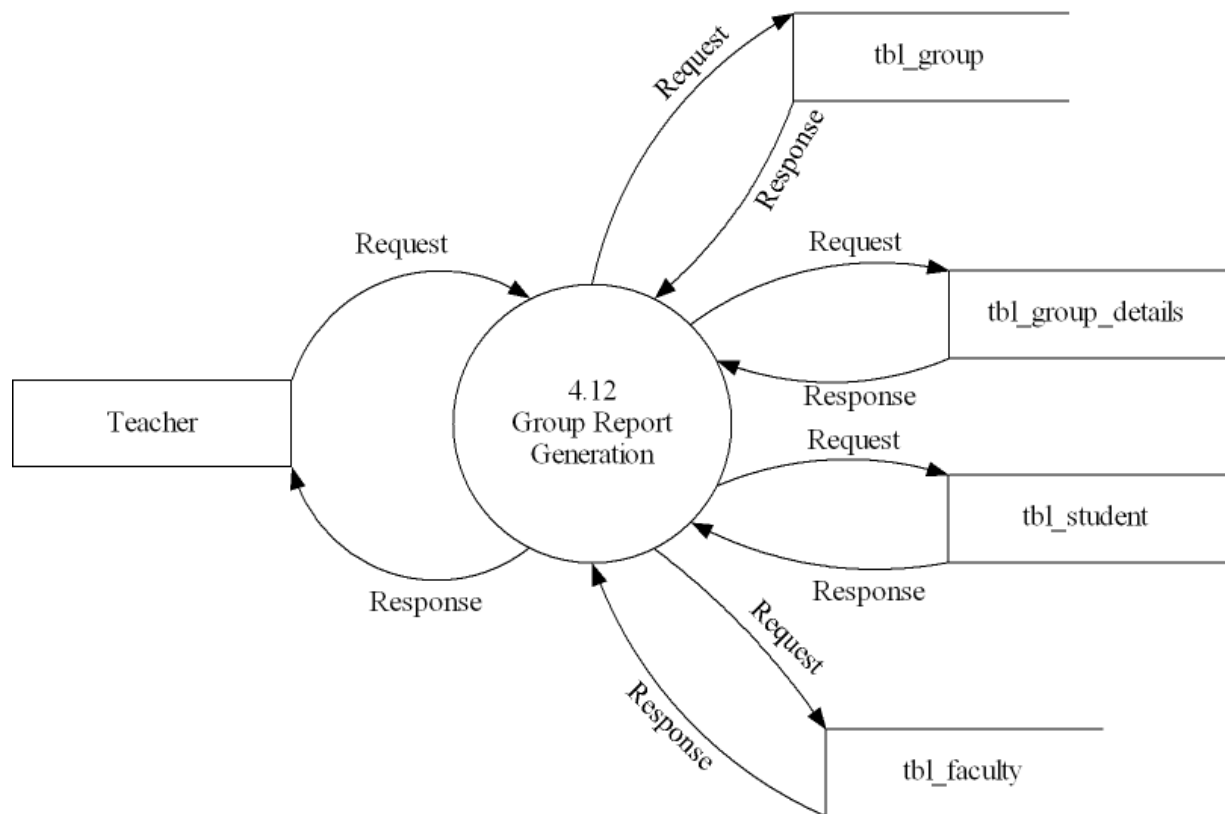 Request
tbl_group
Response
Request
Request
tbl_group_details
Response
Teacher
4.12
Group Report
Generation
Request
tbl_student
Response
Response
Request
Response
tbl_faculty